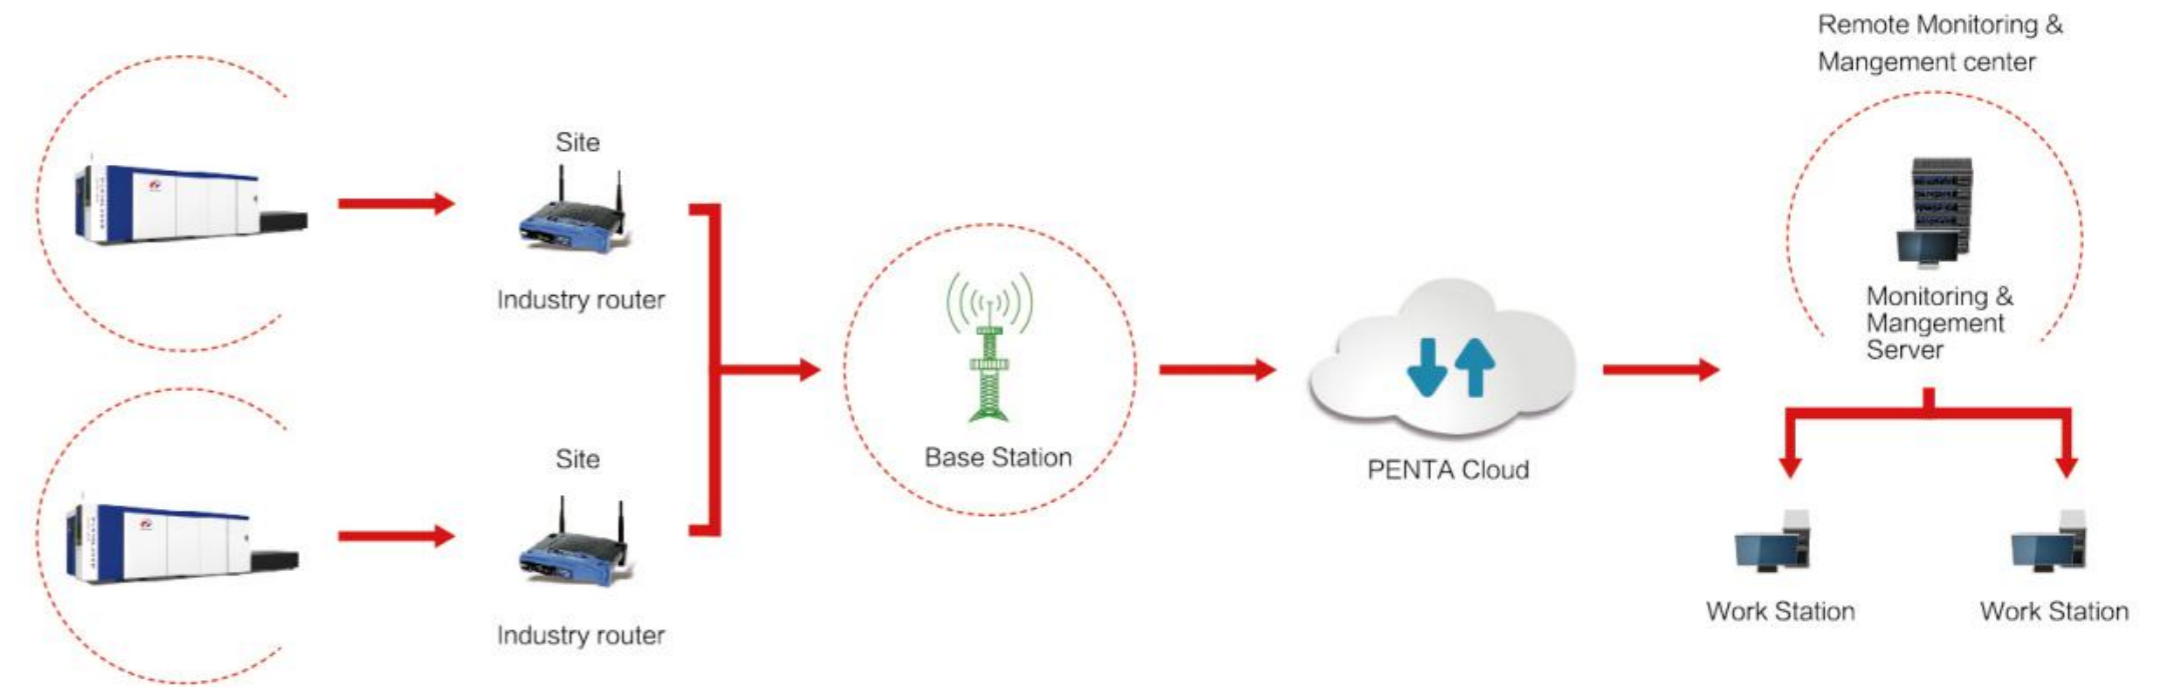 Remote Monitoring &
Mangement center
Site
Industry router
Site
Industry router
Base Station
PENTA Cloud
Monitoring &
Mangement
Server
Work Station
Work Station